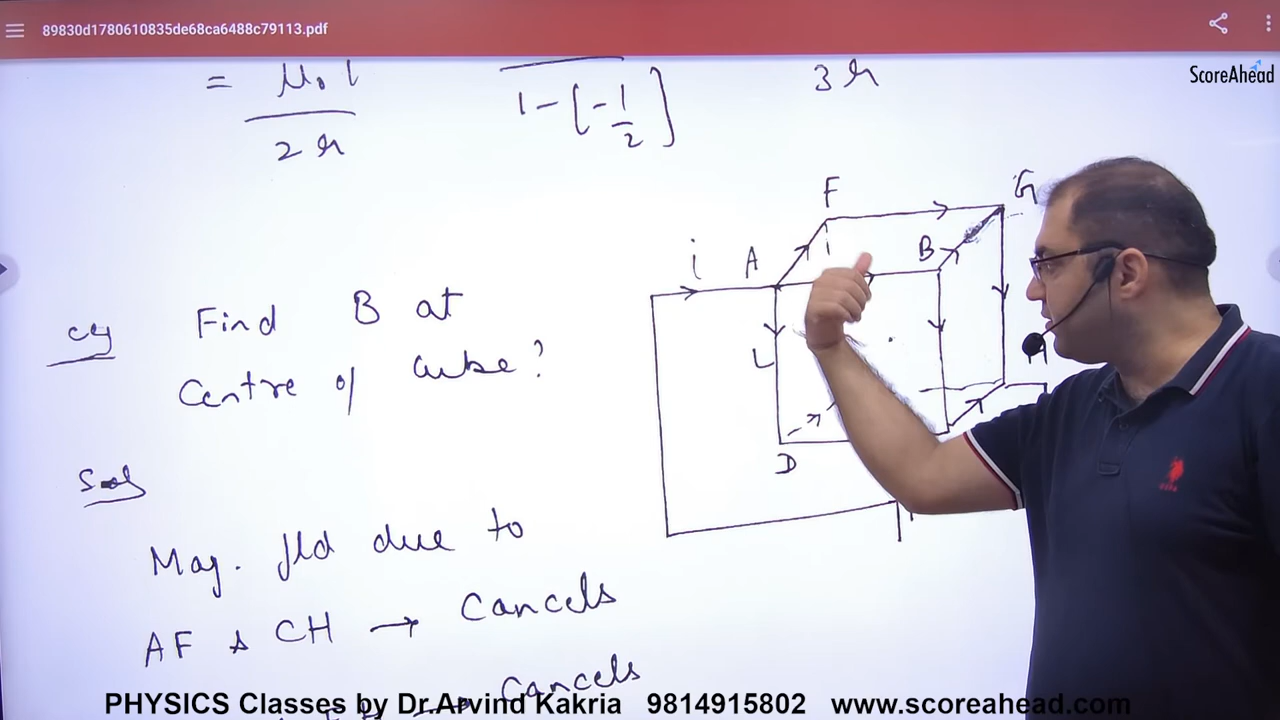 89830d1780610835de68ca6488c79113.pdf
ScoreAhead
= μ₀ i
2 r
1 - [-1/2]
3 r
F
G
i
A
B
L
H
D
eg Find B at
Centre of cube?
Sol
Mag. fld due to
AF & CH → Cancels
→ Cancels
PHYSICS Classes by Dr.Arvind Kakria 9814915802 www.scoreahead.com